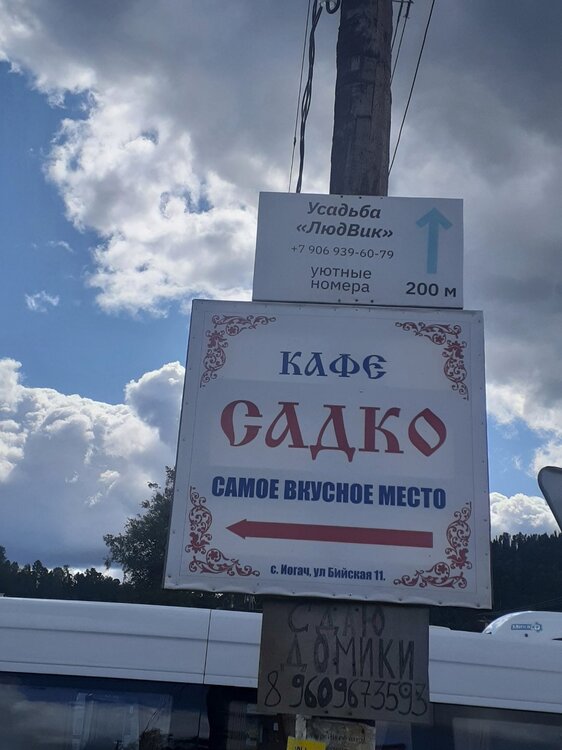 Усадьба
«ЛюдВик»
+7 906 939-60-79
уютные
номера
200 м
КАФЕ
САДКО
САМОЕ ВКУСНОЕ МЕСТО
с. Иогач, ул Бийская 11.
СДАЮ
ДОМИКИ
8 9609673593